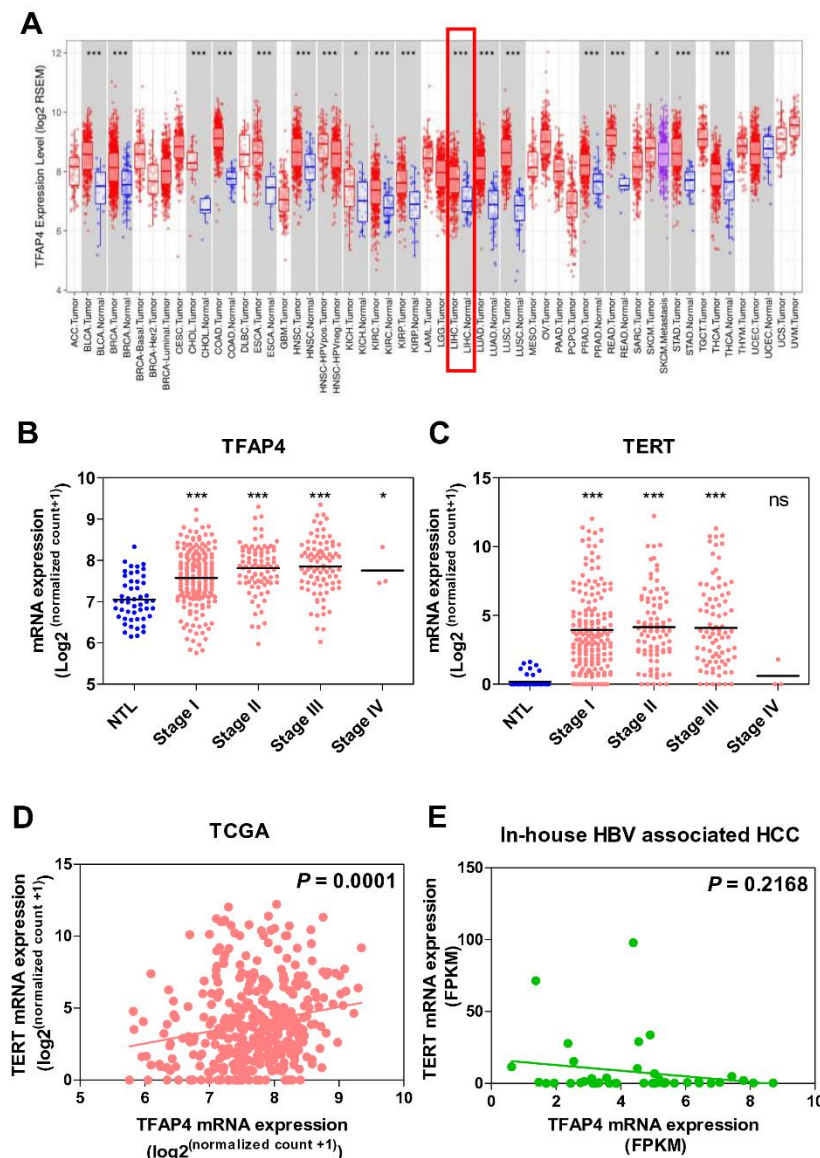 A
TFAP4 Expression Level (log2 RSEM)
12
10
8
6
4
*** *** *** *** *** *** *** * *** *** *** *** *** *** *** * *** ***
ACC.Tumor
BLCA.Tumor
BLCA.Normal
BRCA.Tumor
BRCA.Normal
BRCA-Basal.Tumor
BRCA-Her2.Tumor
BRCA-Luminal.Tumor
CESC.Tumor
CHOL.Tumor
CHOL.Normal
COAD.Tumor
COAD.Normal
DLBC.Tumor
ESCA.Tumor
ESCA.Normal
GBM.Tumor
HNSC.Tumor
HNSC.Normal
HNSC-HPVpos.Tumor
HNSC-HPVneg.Tumor
KICH.Tumor
KICH.Normal
KIRC.Tumor
KIRC.Normal
KIRP.Tumor
KIRP.Normal
LAML.Tumor
LGG.Tumor
LIHC.Tumor
LIHC.Normal
LUAD.Tumor
LUAD.Normal
LUSC.Tumor
LUSC.Normal
MESO.Tumor
OV.Tumor
PAAD.Tumor
PCPG.Tumor
PRAD.Tumor
PRAD.Normal
READ.Tumor
READ.Normal
SARC.Tumor
SKCM.Tumor
SKCM.Metastasis
STAD.Tumor
STAD.Normal
TGCT.Tumor
THCA.Tumor
THCA.Normal
THYM.Tumor
UCEC.Tumor
UCEC.Normal
UCS.Tumor
UVM.Tumor
B
TFAP4
mRNA expression
(Log2(normalized count+1))
10
9
8
7
6
5
*** *** *** *
NTL
Stage I
Stage II
Stage III
Stage IV
C
TERT
mRNA expression
(Log2(normalized count+1))
15
10
5
0
*** *** *** ns
NTL
Stage I
Stage II
Stage III
Stage IV
D
TCGA
P = 0.0001
TERT mRNA expression
(log2(normalized count +1))
15
10
5
0
5 6 7 8 9 10
TFAP4 mRNA expression
(log2(normalized count +1))
E
In-house HBV associated HCC
P = 0.2168
TERT mRNA expression
(FPKM)
150
100
50
0
0 2 4 6 8 10
TFAP4 mRNA expression
(FPKM)